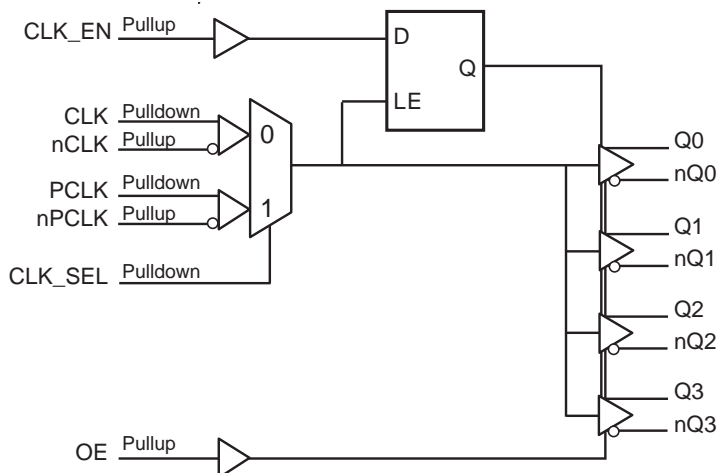 CLK_EN Pullup
D
Q
LE
CLK Pulldown
nCLK Pullup
0
PCLK Pulldown
nPCLK Pullup
1
CLK_SEL Pulldown
Q0
nQ0
Q1
nQ1
Q2
nQ2
Q3
nQ3
OE Pullup